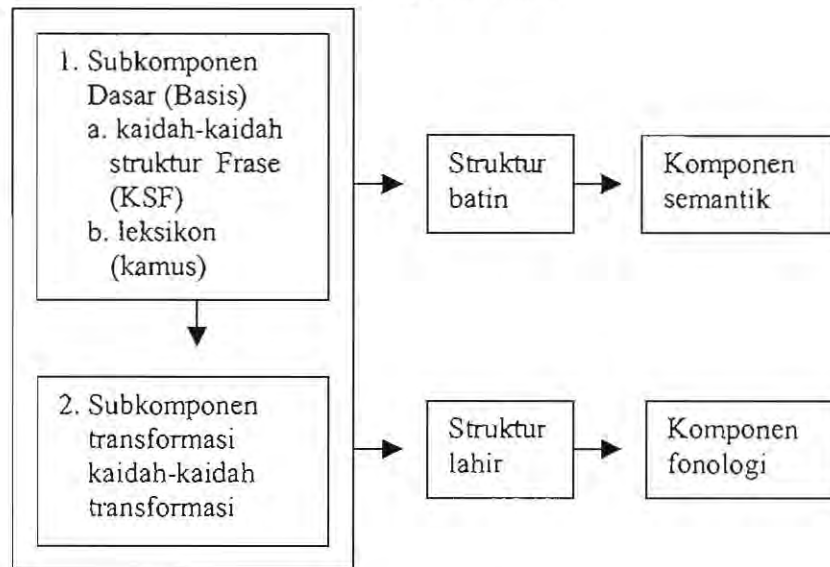 1. Subkomponen
Dasar (Basis)
a. kaidah-kaidah
struktur Frase
(KSF)
b. leksikon
(kamus)
Struktur
batin
Komponen
semantik
2. Subkomponen
transformasi
kaidah-kaidah
transformasi
Struktur
lahir
Komponen
fonologi